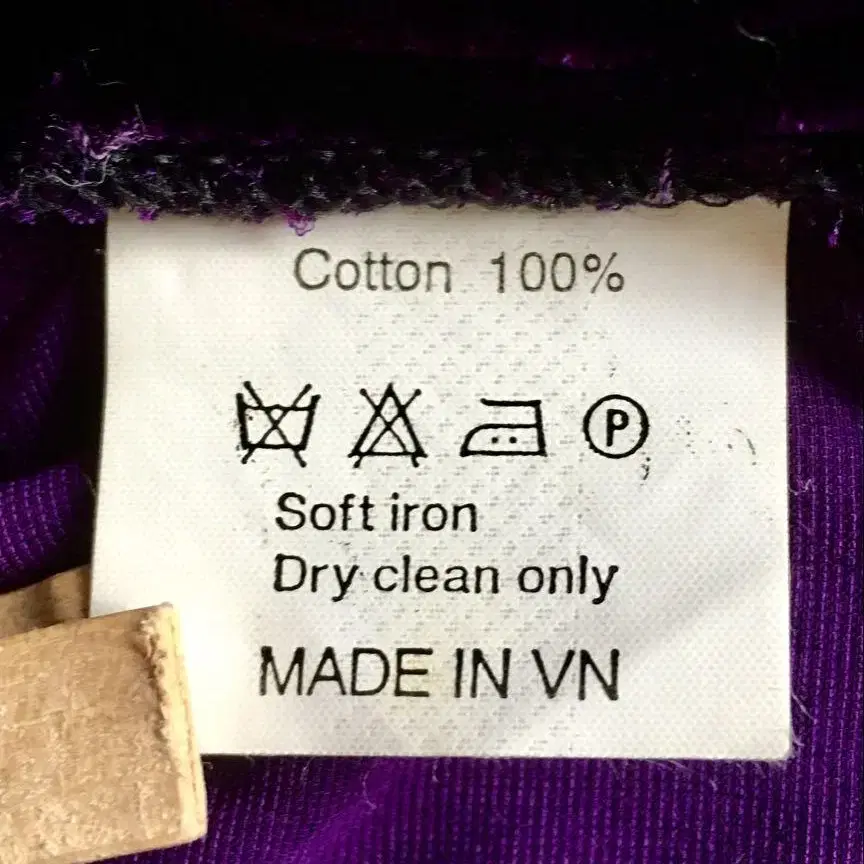 Cotton 100%
P
Soft iron
Dry clean only
MADE IN VN